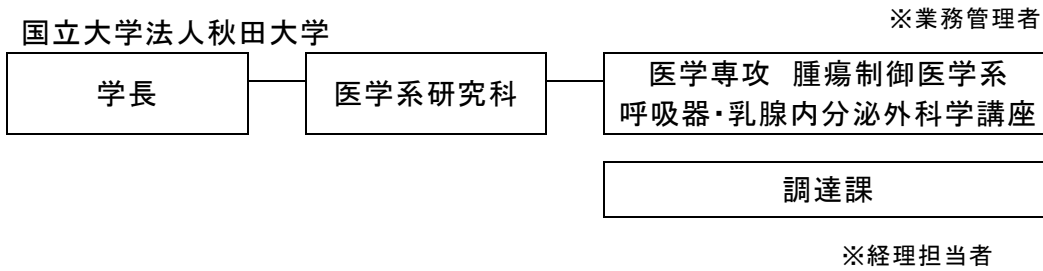 ※業務管理者
国立大学法人秋田大学
学長
医学系研究科
医学専攻 腫瘍制御医学系
呼吸器・乳腺内分泌外科学講座
調達課
※経理担当者